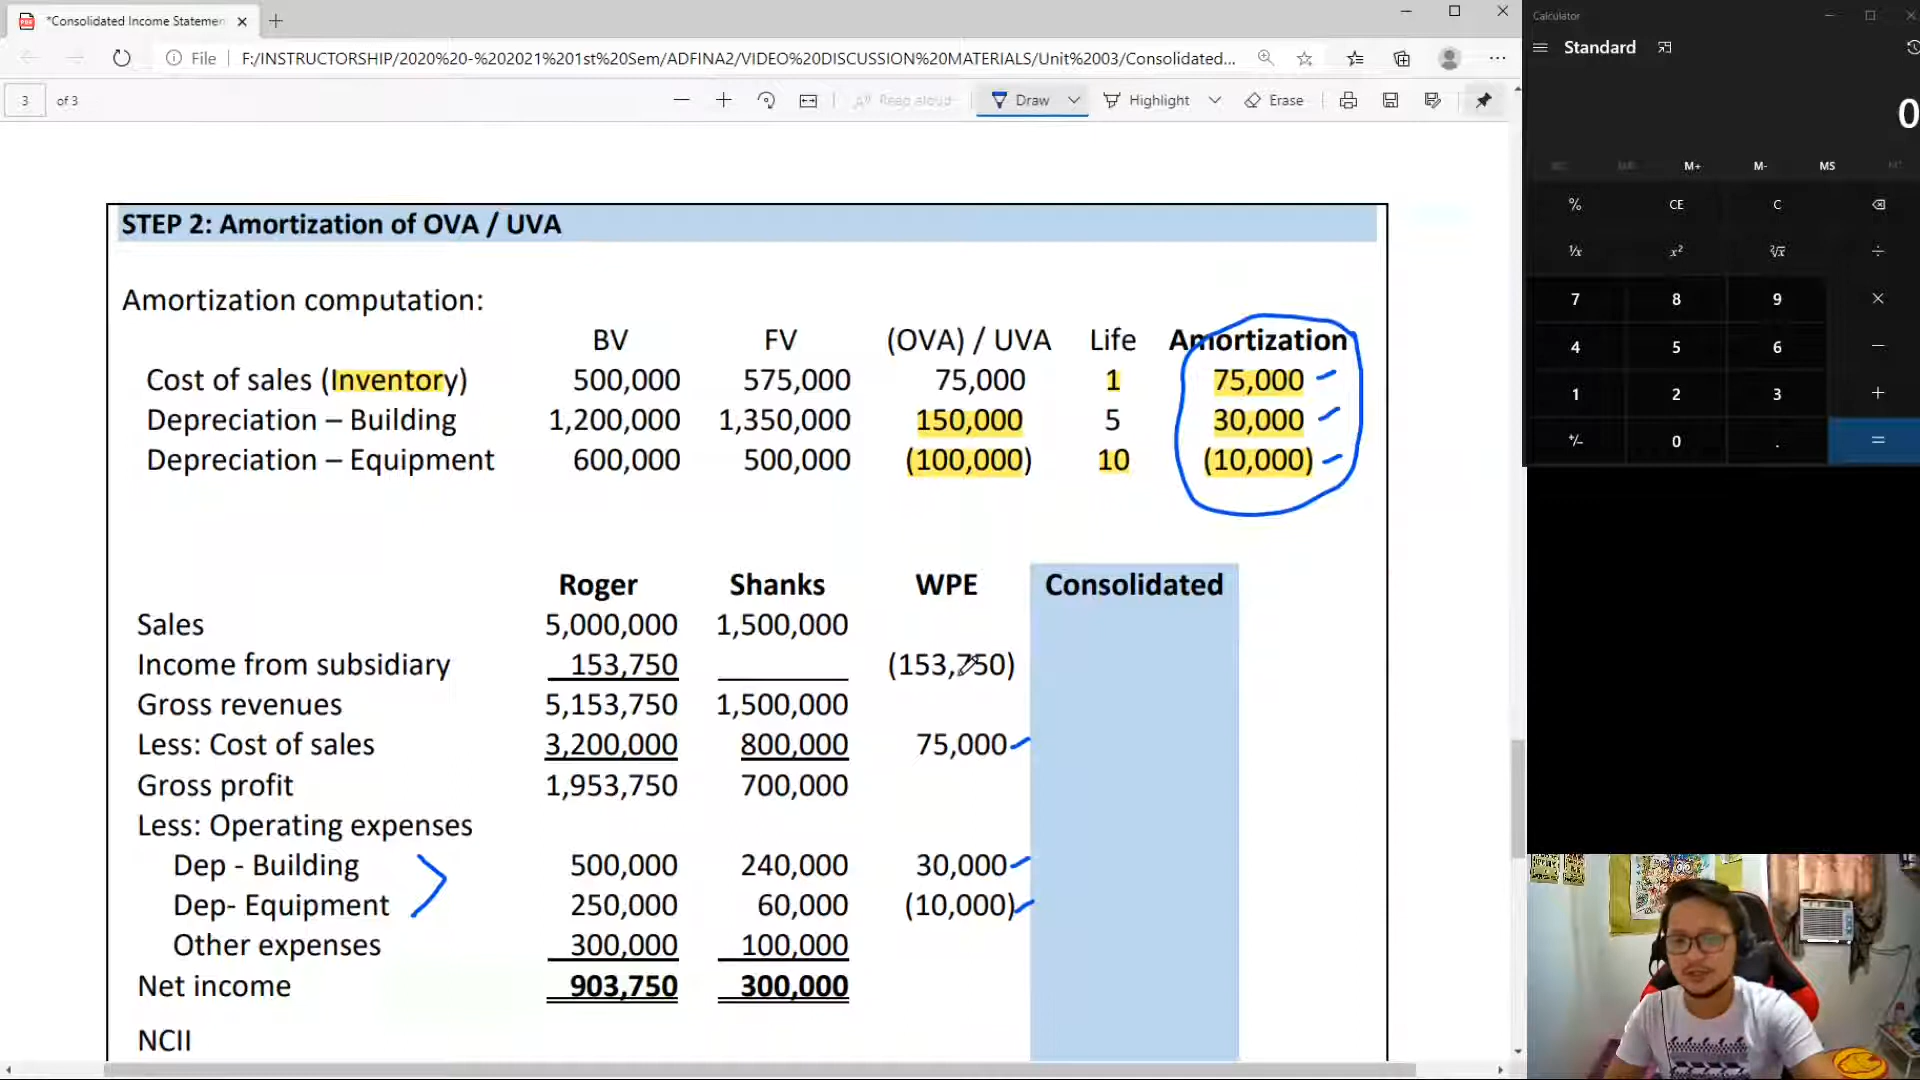 *Consolidated Income Statemen
File F:/INSTRUCTORSHIP/2020%20-%202021%201st%20Sem/ADFINA2/VIDEO%20DISCUSSION%20MATERIALS/Unit%2003/Consolidated...
3 of 3 Read aloud Draw Highlight Erase
STEP 2: Amortization of OVA / UVA
Amortization computation:
BV FV (OVA) / UVA Life Amortization
Cost of sales (Inventory) 500,000 575,000 75,000 1 75,000
Depreciation – Building 1,200,000 1,350,000 150,000 5 30,000
Depreciation – Equipment 600,000 500,000 (100,000) 10 (10,000)
Roger Shanks WPE Consolidated
Sales 5,000,000 1,500,000
Income from subsidiary 153,750 (153,750)
Gross revenues 5,153,750 1,500,000
Less: Cost of sales 3,200,000 800,000 75,000
Gross profit 1,953,750 700,000
Less: Operating expenses
Dep - Building 500,000 240,000 30,000
Dep- Equipment 250,000 60,000 (10,000)
Other expenses 300,000 100,000
Net income 903,750 300,000
NCII
Calculator
Standard
0
M+ M- MS
% CE C
¹/x x² ²√x ÷
7 8 9 ×
4 5 6 −
1 2 3 +
+/- 0 . =